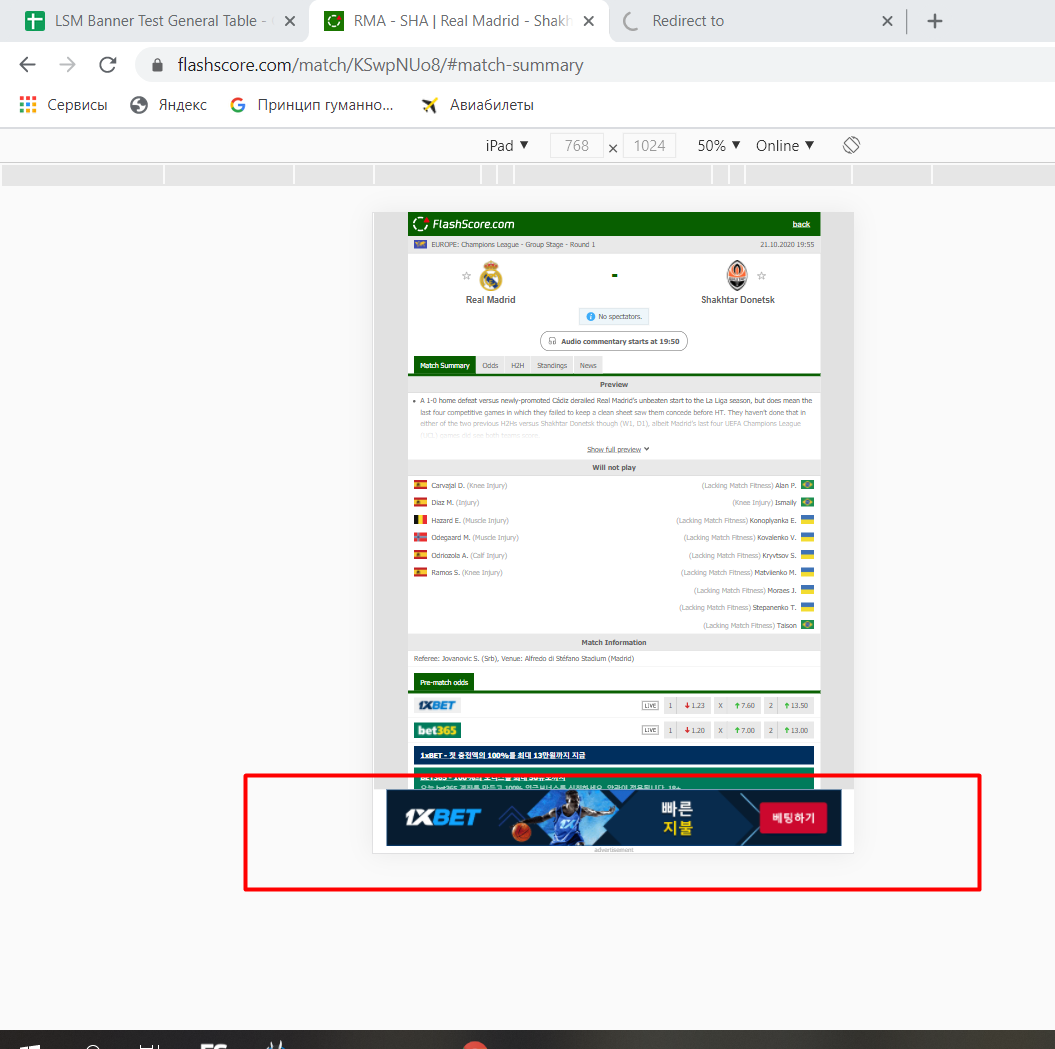 LSM Banner Test General Table -
RMA - SHA | Real Madrid - Shakh
Redirect to
flashscore.com/match/KSwpNUo8/#match-summary
Сервисы
Яндекс
Принцип гуманно...
Авиабилеты
iPad ▼ 768 × 1024 50% ▼ Online ▼
FlashScore.com
back
EUROPE: Champions League - Group Stage - Round 1
21.10.2020 19:55
-
Real Madrid
Shakhtar Donetsk
No spectators.
Audio commentary starts at 19:50
Match Summary Odds H2H Standings News
Preview
• A 1-0 home defeat versus newly-promoted Cádiz derailed Real Madrid's unbeaten start to the La Liga season, but does mean the
last four competitive games in which they failed to keep a clean sheet saw them concede before HT. They haven't done that in
either of the two previous H2Hs versus Shakhtar Donetsk though (W1, D1), albeit Madrid's last four UEFA Champions League
(UCL) games did see both teams score.
Show full preview
Will not play
Carvajal D. (Knee Injury) (Lacking Match Fitness) Alan P.
Diaz M. (Injury) (Knee Injury) Ismaily
Hazard E. (Muscle Injury) (Lacking Match Fitness) Konoplyanka E.
Odegaard M. (Muscle Injury) (Lacking Match Fitness) Kovalenko V.
Odriozola A. (Calf Injury) (Lacking Match Fitness) Kryvtsov S.
Ramos S. (Knee Injury) (Lacking Match Fitness) Matviienko M.
(Lacking Match Fitness) Moraes J.
(Lacking Match Fitness) Stepanenko T.
(Lacking Match Fitness) Taison
Match Information
Referee: Jovanovic S. (Srb), Venue: Alfredo di Stéfano Stadium (Madrid)
Pre-match odds
1XBET LIVE 1 1.23 X 7.60 2 13.50
bet365 LIVE 1 1.20 X 7.00 2 13.00
1xBET - 첫 충전액의 100%를 최대 13만원까지 지급
1XBET
빠른
지불
베팅하기
advertisement